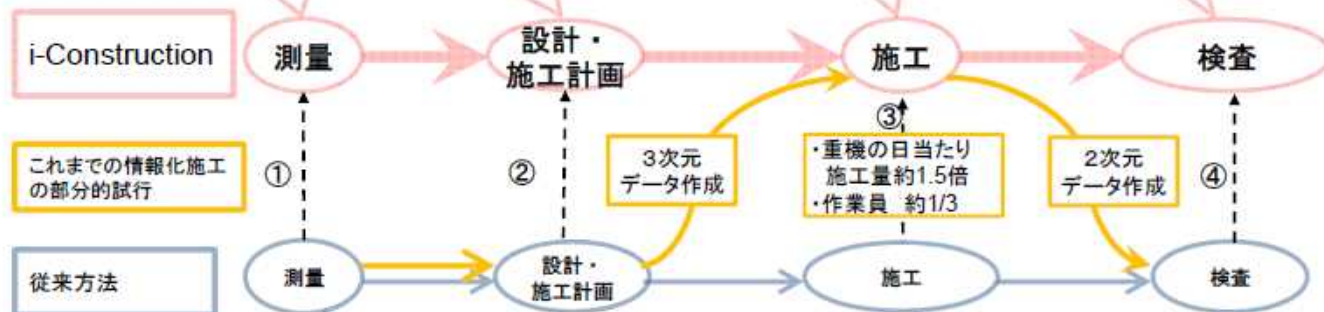 i-Construction
測量
設計・
施工計画
施工
検査
これまでの情報化施工
の部分的試行
①
②
3次元
データ作成
③
・重機の日当たり
施工量約1.5倍
・作業員 約1/3
2次元
データ作成
④
従来方法
測量
設計・
施工計画
施工
検査